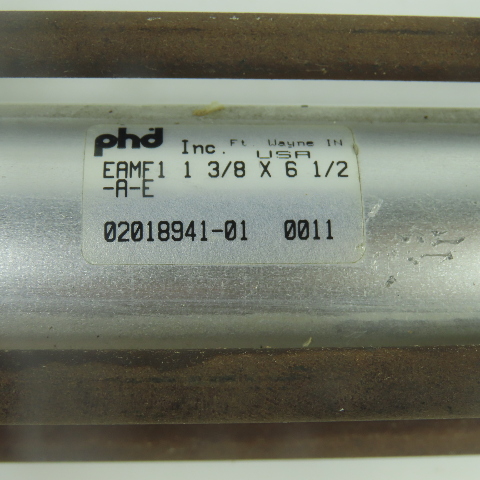 phd Inc. Ft Wayne IN
USA
EAMF1 1 3/8 X 6 1/2
-A-E
02018941-01 0011